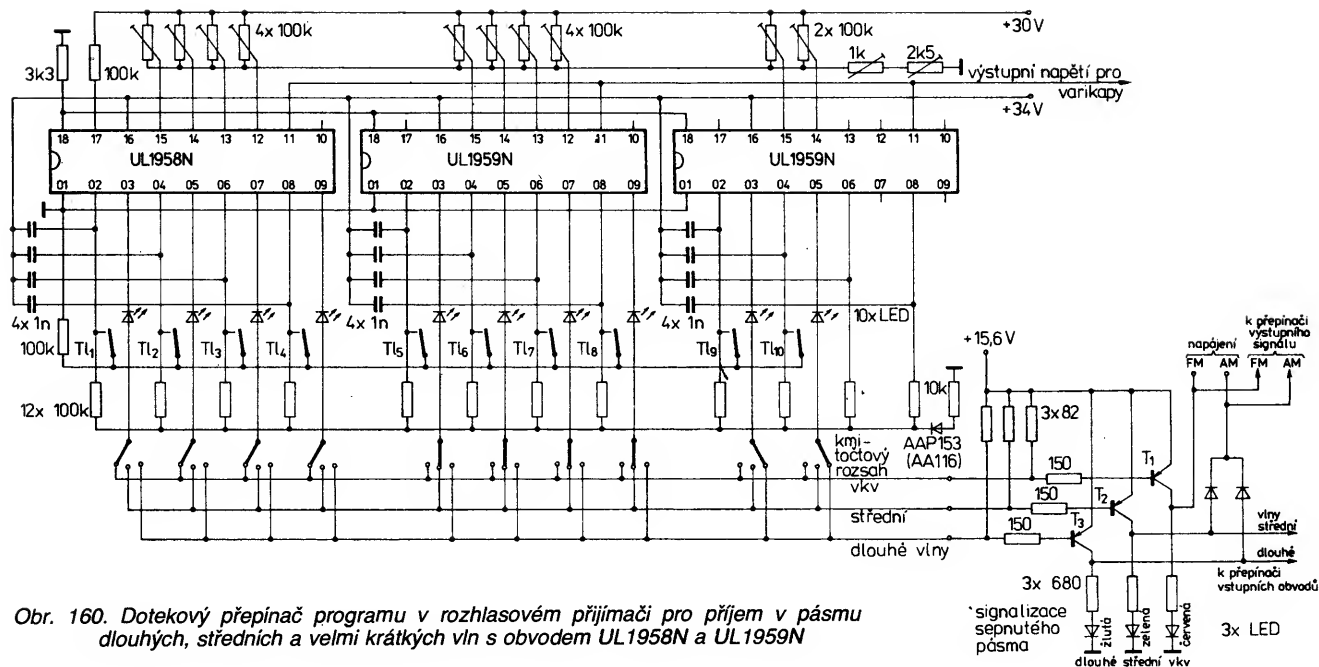 4x 100k
4x 100k
2x 100k
+30V
3k3
100k
1k
2k5
výstupní napětí pro
varikapy
+34V
18 17 16 15 14 13 12 11 10
18 17 16 15 14 13 12 11 10
18 17 16 15 14 13 12 11 10
UL1958N
UL1959N
UL1959N
01 02 03 04 05 06 07 08 09
01 02 03 04 05 06 07 08 09
01 02 03 04 05 06 07 08 09
4x 1n
4x 1n
4x 1n
10xLED
100k
Tl1
Tl2
Tl3
Tl4
Tl5
Tl6
Tl7
Tl8
Tl9
Tl10
+15,6 V
k přepínači
výstupního
signálu
napájení
FM AM
FM AM
12x 100k
10k
AAP153
(AA116)
3x82
kmi-
točtový
rozsah
vkv
150
T1
150
T2
střední
150
T3
dlouhé vlny
vlny
střední
dlouhé
k přepínači
vstupních obvodů
3x 680
signalizace
sepnutého
pásma
žlutá
zelená
červená
3x LED
dlouhé střední vkv
Obr. 160. Dotekový přepínač programu v rozhlasovém přijímači pro příjem v pásmu
dlouhých, středních a velmi krátkých vln s obvodem UL1958N a UL1959N